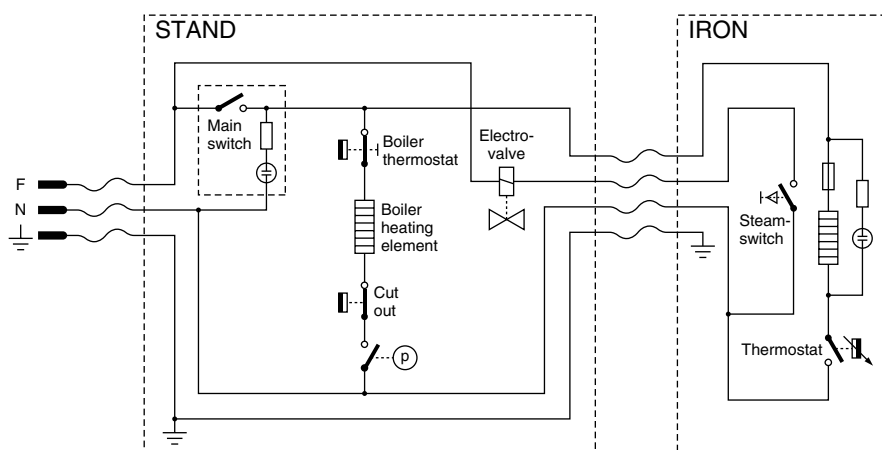 STAND
IRON
Main
switch
Boiler
thermostat
Electro-
valve
F
N
Boiler
heating
element
Steam-
switch
Cut
out
p
Thermostat